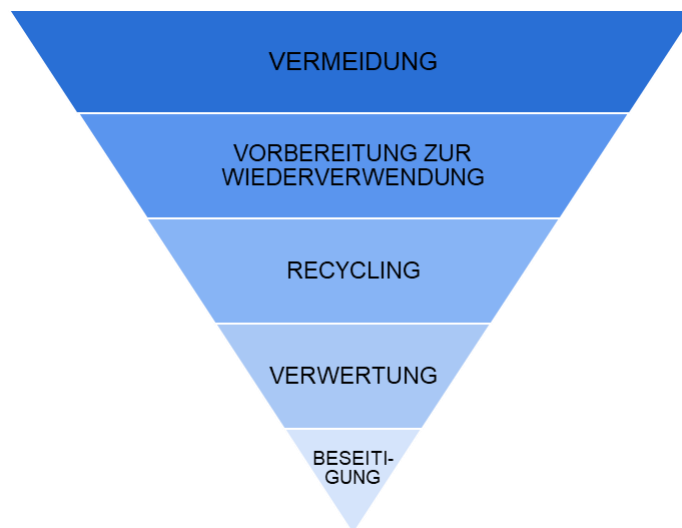 VERMEIDUNG
VORBEREITUNG ZUR
WIEDERVERWENDUNG
RECYCLING
VERWERTUNG
BESEITI-
GUNG